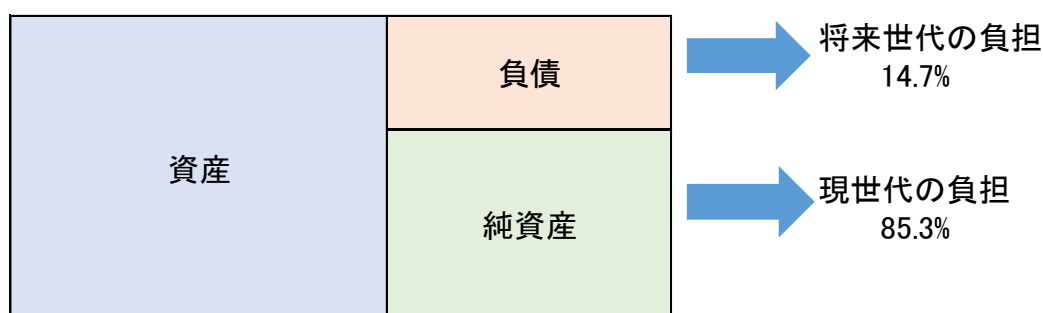 資産
負債
純資産
将来世代の負担
14.7%
現世代の負担
85.3%